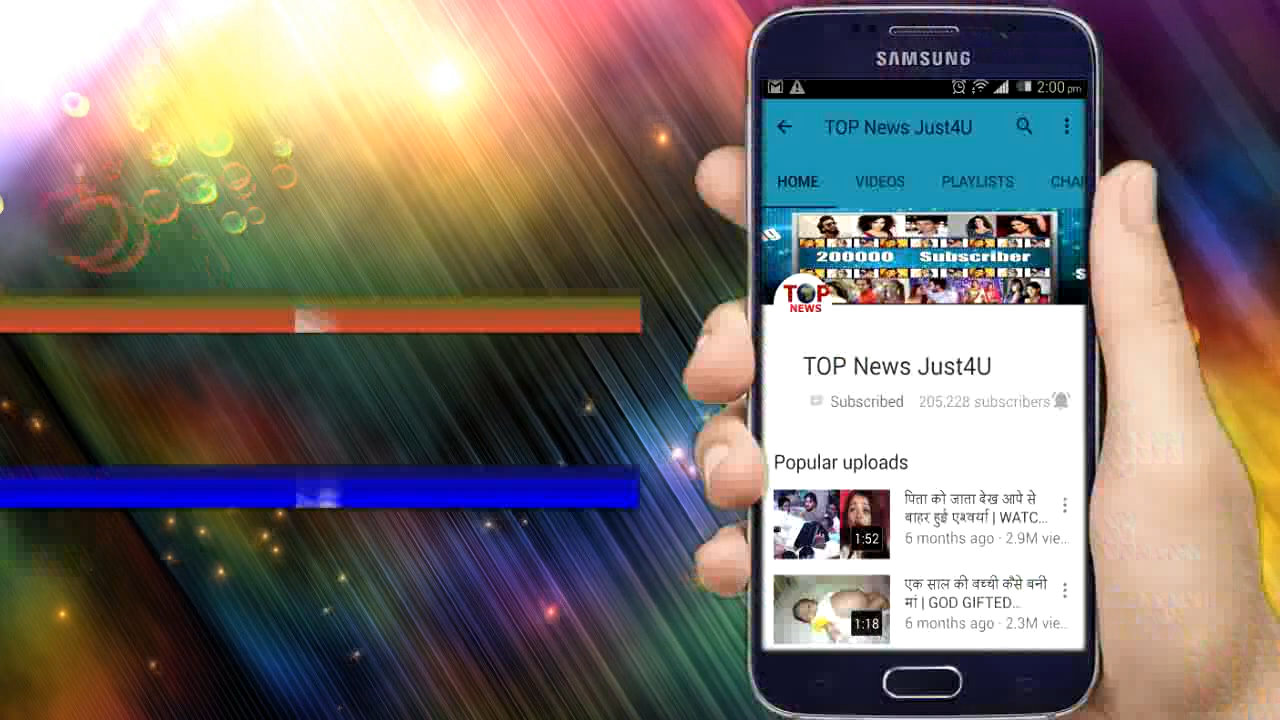 SAMSUNG
2:00 pm
TOP News Just4U
HOME VIDEOS PLAYLISTS CHA
200000 Subscriber
TOP
NEWS
TOP News Just4U
Subscribed 205,228 subscribers
Popular uploads
पिता को जाता देख आपे से
बाहर हुई एश्वर्या | WATC...
6 months ago · 2.9M vie...
1:52
एक साल की बच्ची कैसे बनी
मां | GOD GIFTED...
6 months ago · 2.3M vie...
1:18